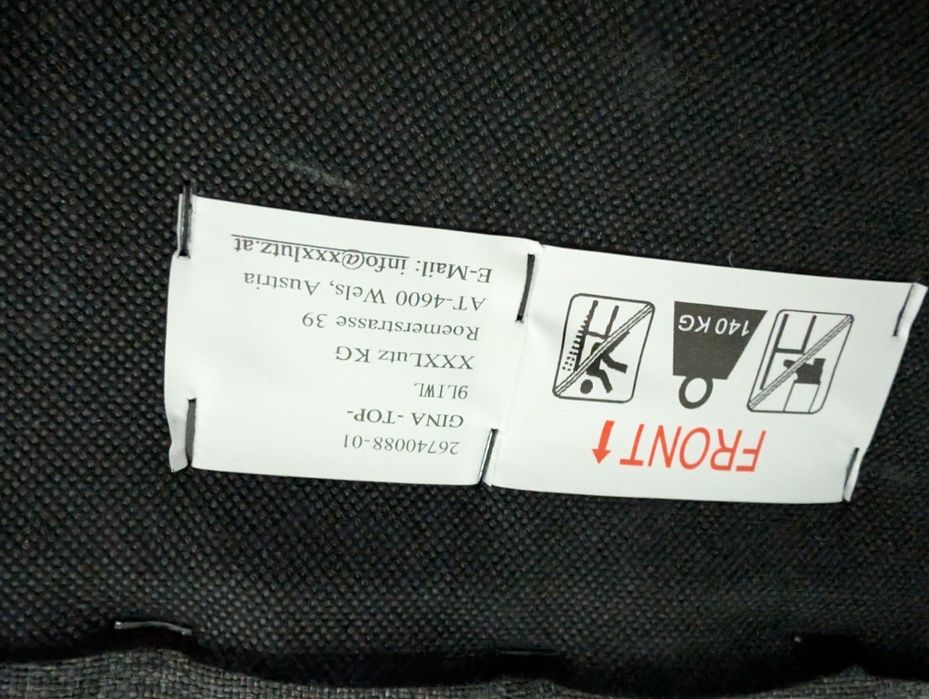 26740088-01
GINA -TOP-
9L1WL
XXXLutz KG
Roemerstrasse 39
AT-4600 Wels, Austria
E-Mail: info@xxxlutz.at
FRONT↑
140 KG